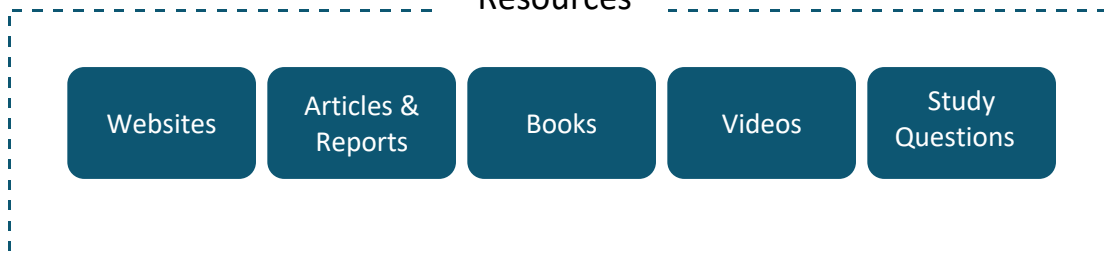 Resources
Websites
Articles &
Reports
Books
Videos
Study
Questions